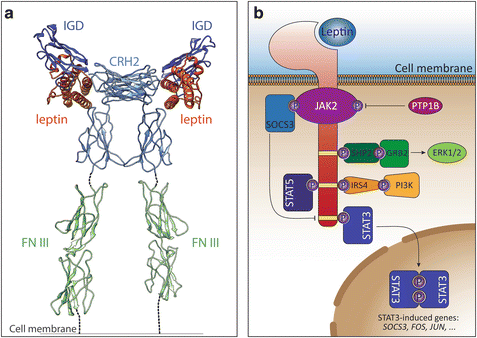 a
IGD
IGD
CRH2
leptin
leptin
FN III
FN III
Cell membrane
b
Leptin
Cell membrane
JAK2
P
P
PTP1B
SOCS3
SHP2
P
GRB2
ERK1/2
STAT5
P
P
IRS4
P
PI3K
P
STAT3
STAT3
P
P
STAT3
STAT3-induced genes:
SOCS3, FOS, JUN, ...